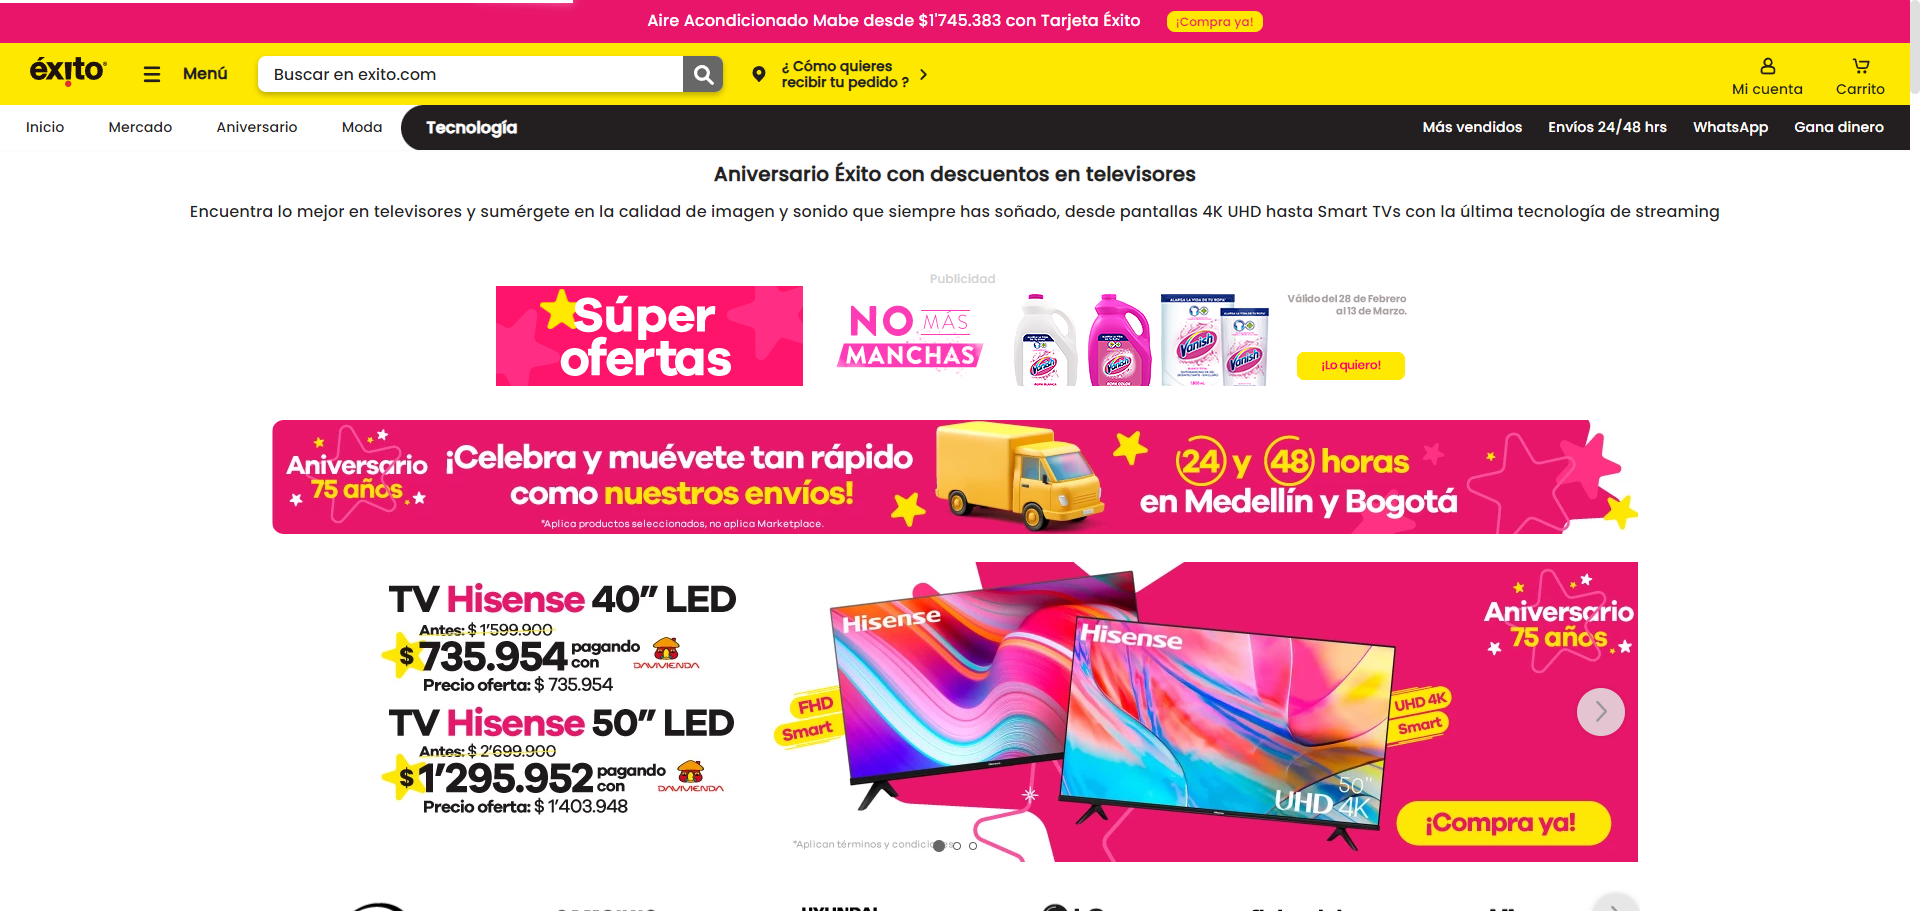 Aire Acondicionado Mabe desde $1'745.383 con Tarjeta Éxito
¡Compra ya!
éxito
Menú
Buscar en exito.com
¿ Cómo quieres
recibir tu pedido ?
Mi cuenta
Carrito
Inicio
Mercado
Aniversario
Moda
Tecnología
Más vendidos
Envíos 24/48 hrs
WhatsApp
Gana dinero
Aniversario Éxito con descuentos en televisores
Encuentra lo mejor en televisores y sumérgete en la calidad de imagen y sonido que siempre has soñado, desde pantallas 4K UHD hasta Smart TVs con la última tecnología de streaming
Publicidad
Súper
ofertas
NO MÁS
MANCHAS
Vanish
Vanish
Vanish
Vanish
Válido del 28 de Febrero
al 13 de Marzo.
¡Lo quiero!
Aniversario
75 años
¡Celebra y muévete tan rápido
como nuestros envíos!
*Aplica productos seleccionados, no aplica Marketplace.
24 y 48 horas
en Medellín y Bogotá
TV Hisense 40” LED
Antes: $ 1’599.900
$ 735.954 pagando
con
DAVIVIENDA
Precio oferta: $ 735.954
TV Hisense 50” LED
Antes: $ 2’699.900
$ 1’295.952 pagando
con
DAVIVIENDA
Precio oferta: $ 1’403.948
FHD
Smart
Hisense
Hisense
50"
UHD 4K
UHD 4K
Smart
Aniversario
75 años
¡Compra ya!
*Aplican términos y condiciones
HYUNDAI